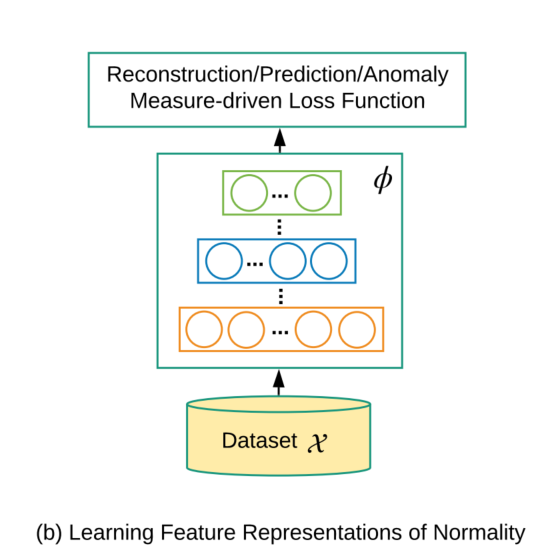 Reconstruction/Prediction/Anomaly
Measure-driven Loss Function
ϕ
...
...
...
Dataset 𝒳
(b) Learning Feature Representations of Normality